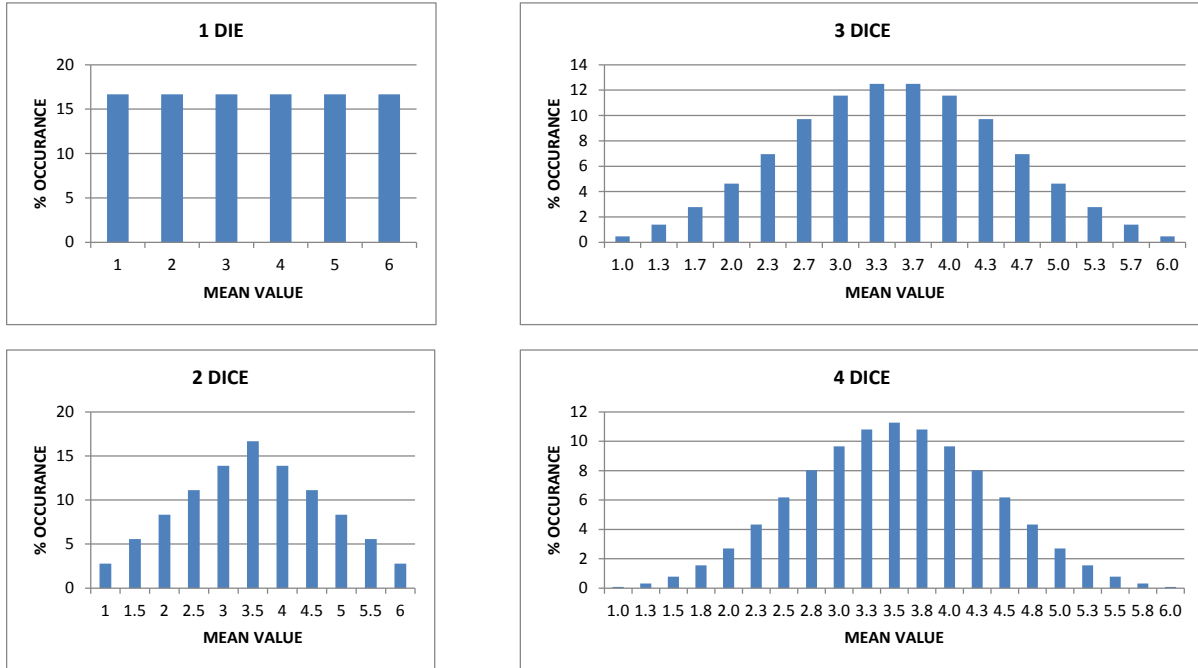 1 DIE
% OCCURANCE
20
15
10
5
0
1 2 3 4 5 6
MEAN VALUE
3 DICE
% OCCURANCE
14
12
10
8
6
4
2
0
1.0 1.3 1.7 2.0 2.3 2.7 3.0 3.3 3.7 4.0 4.3 4.7 5.0 5.3 5.7 6.0
MEAN VALUE
2 DICE
% OCCURANCE
20
15
10
5
0
1 1.5 2 2.5 3 3.5 4 4.5 5 5.5 6
MEAN VALUE
4 DICE
% OCCURANCE
12
10
8
6
4
2
0
1.0 1.3 1.5 1.8 2.0 2.3 2.5 2.8 3.0 3.3 3.5 3.8 4.0 4.3 4.5 4.8 5.0 5.3 5.5 5.8 6.0
MEAN VALUE